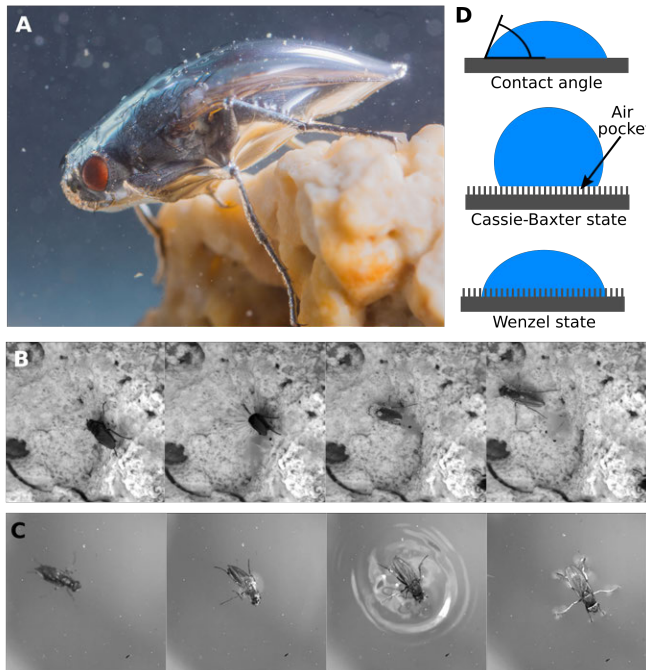 A
D
Contact angle
Air
pocket
Cassie-Baxter state
Wenzel state
B
C